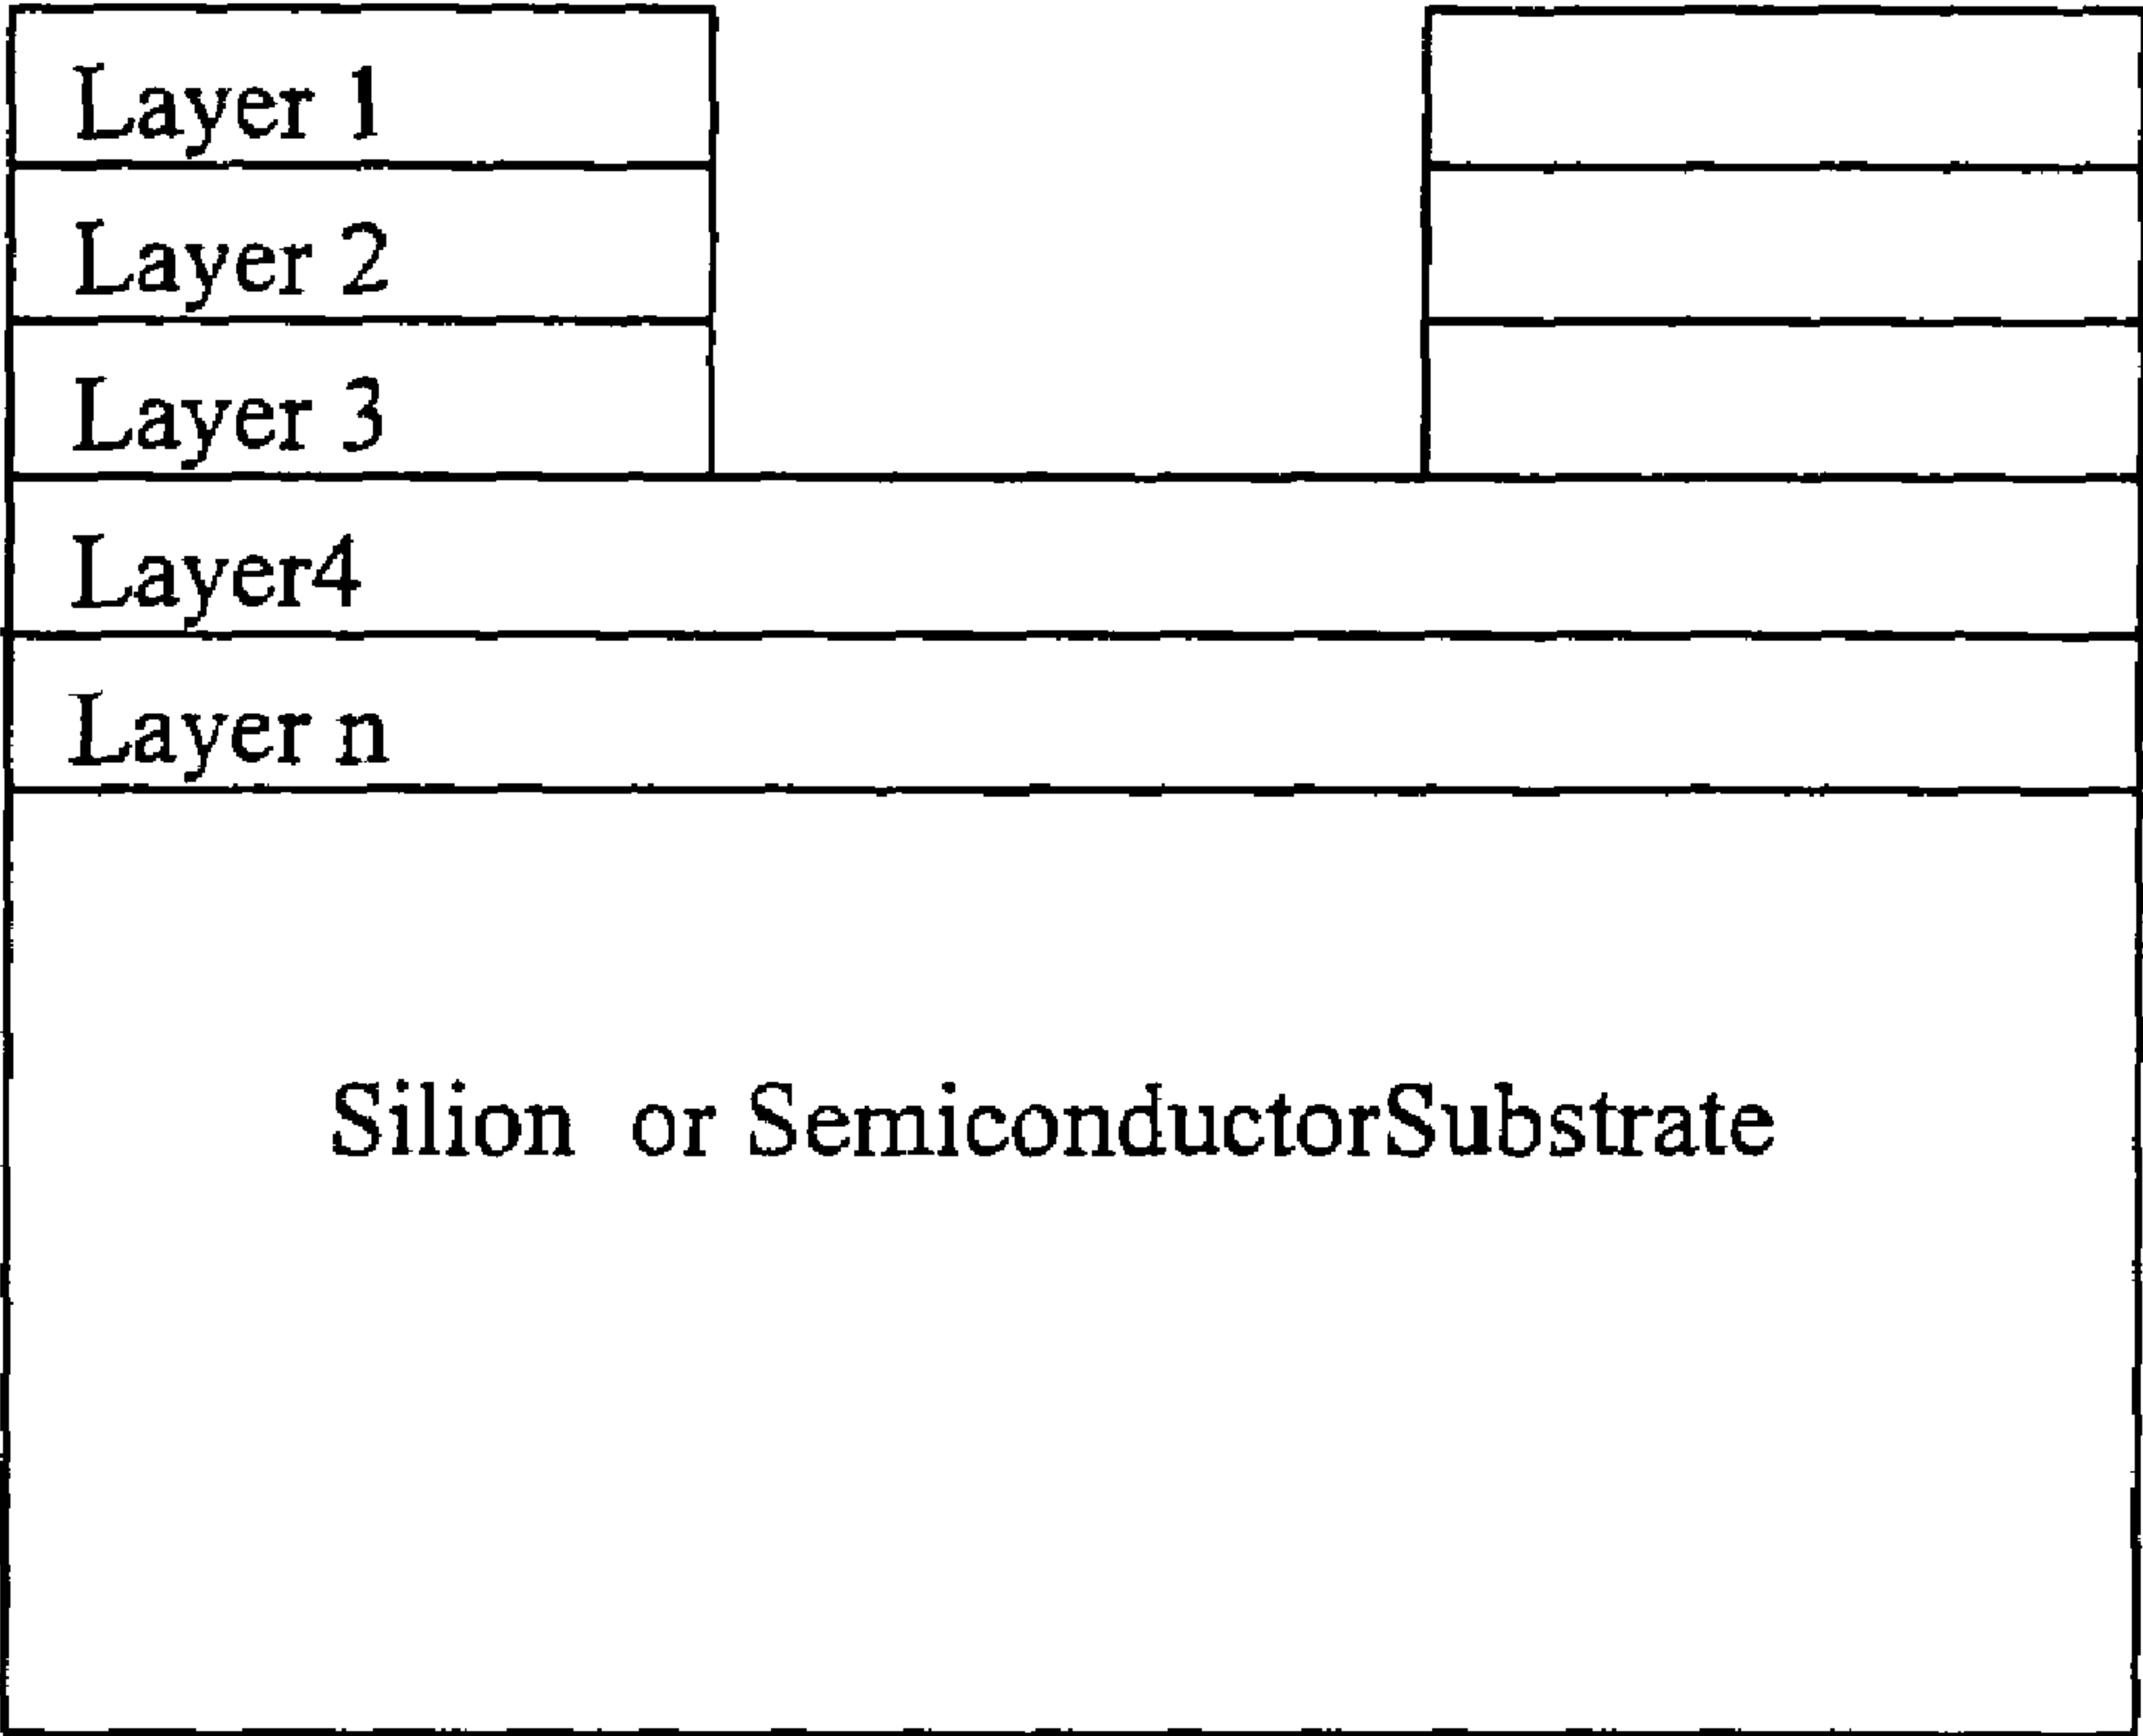 Layer 1
Layer 2
Layer 3
Layer4
Layer n
Silion or SemiconductorSubstrate